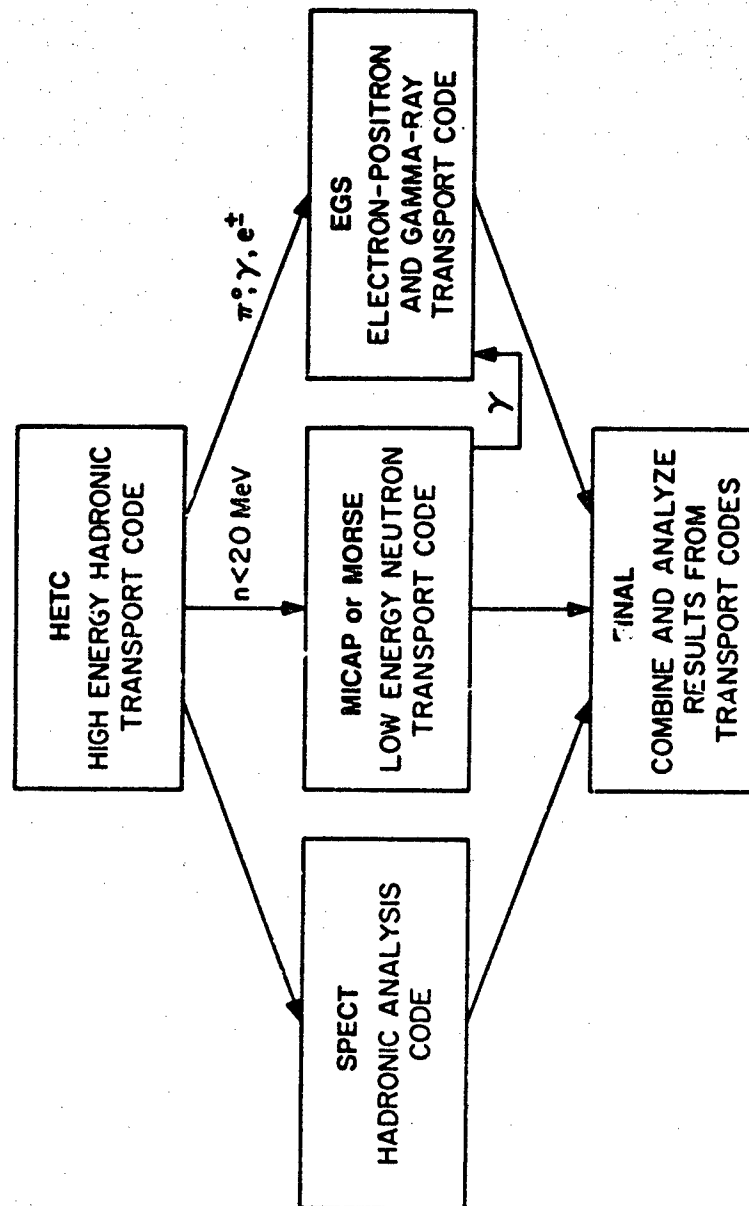 HETC
HIGH ENERGY HADRONIC
TRANSPORT CODE
n<20 MeV
π°, γ, e±
SPECT
HADRONIC ANALYSIS
CODE
MICAP or MORSE
LOW ENERGY NEUTRON
TRANSPORT CODE
γ
EGS
ELECTRON-POSITRON
AND GAMMA-RAY
TRANSPORT CODE
FINAL
COMBINE AND ANALYZE
RESULTS FROM
TRANSPORT CODES